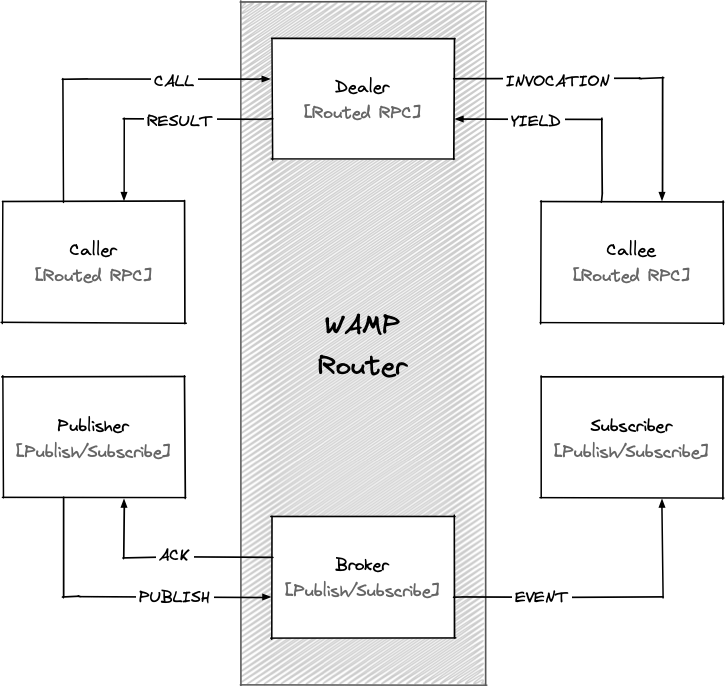 CALL
Dealer
[Routed RPC]
INVOCATION
RESULT
YIELD
Caller
[Routed RPC]
Callee
[Routed RPC]
WAMP
Router
Publisher
[Publish/Subscribe]
Subscriber
[Publish/Subscribe]
ACK
Broker
[Publish/Subscribe]
PUBLISH
EVENT